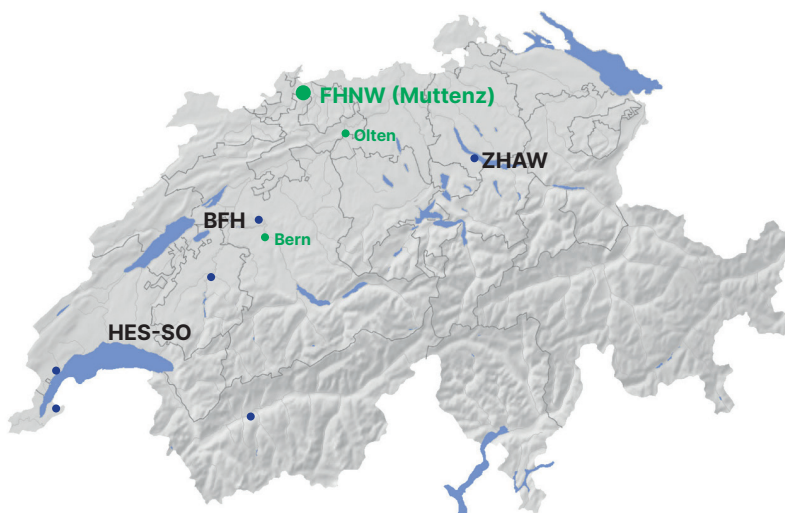 FHNW (Muttenz)
Olten
ZHAW
BFH
Bern
HES-SO